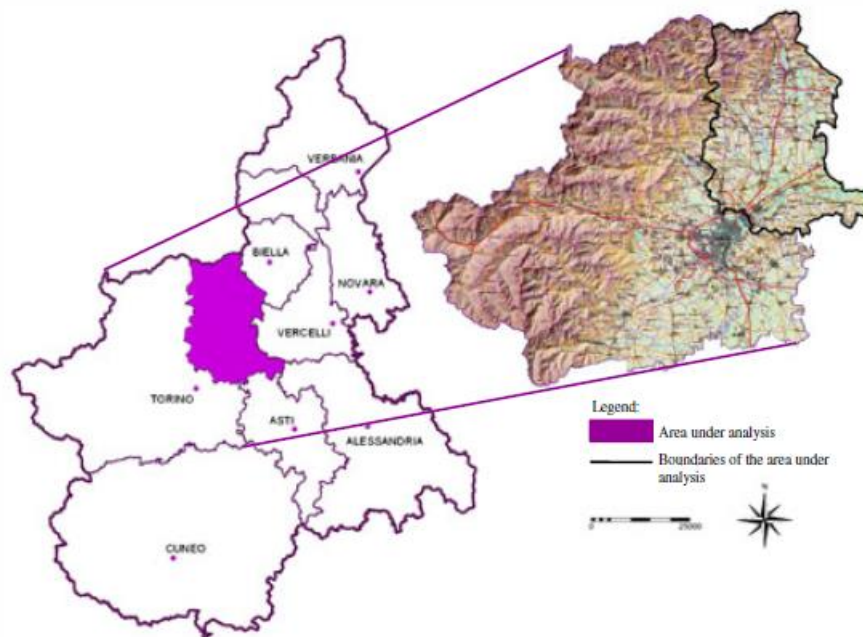 VERBANIA
BIELLA
NOVARA
VERCELLI
TORINO
ASTI
ALESSANDRIA
CUNEO
Legend:
Area under analysis
Boundaries of the area under
analysis
0
25000
N